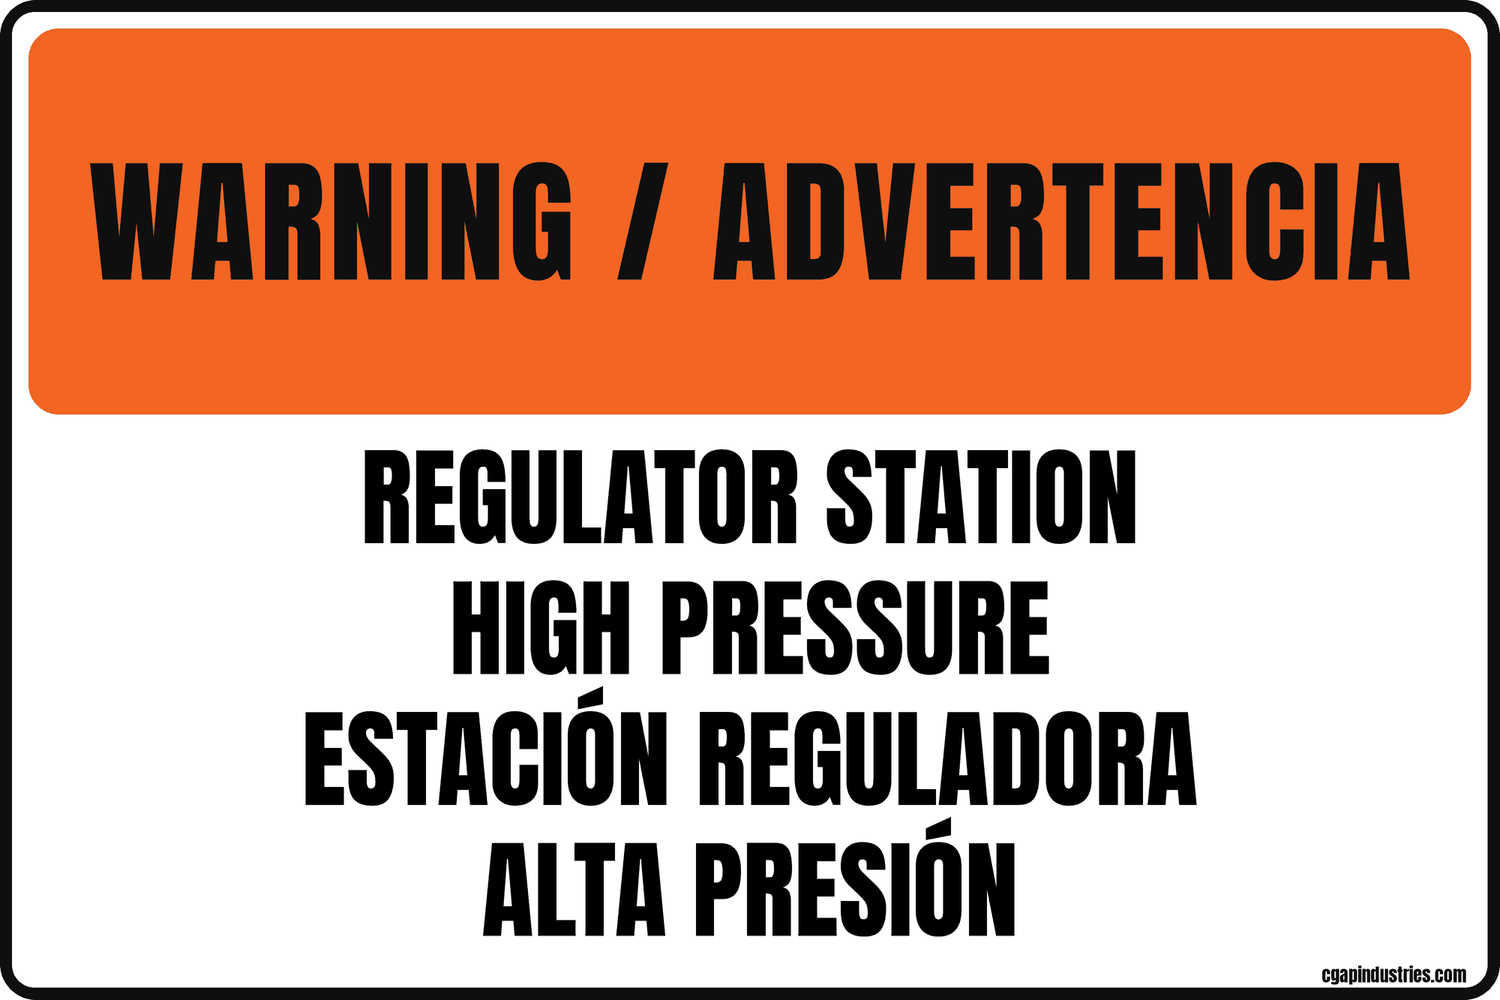 WARNING / ADVERTENCIA
REGULATOR STATION
HIGH PRESSURE
ESTACIÓN REGULADORA
ALTA PRESIÓN
cgapindustries.com